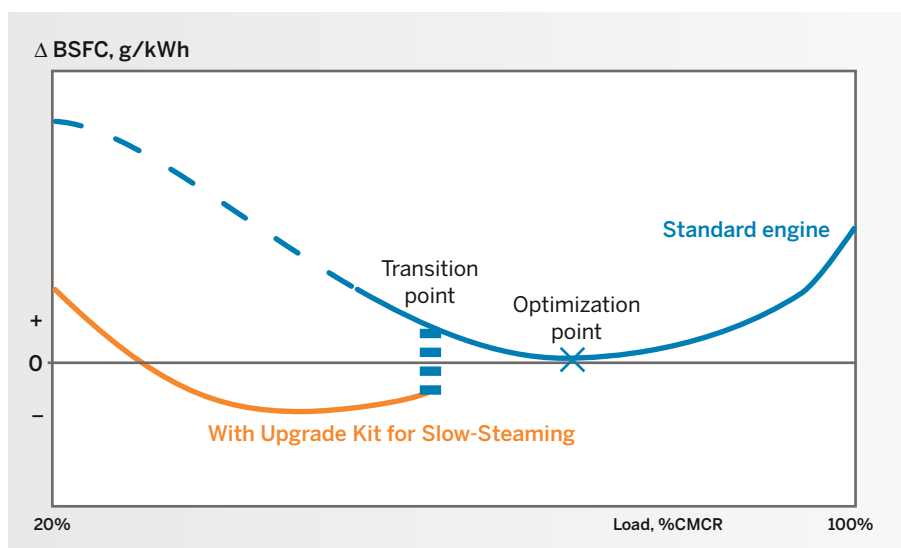 Δ BSFC, g/kWh
Standard engine
Transition
point
Optimization
point
+
0
–
With Upgrade Kit for Slow-Steaming
20%
Load, %CMCR
100%